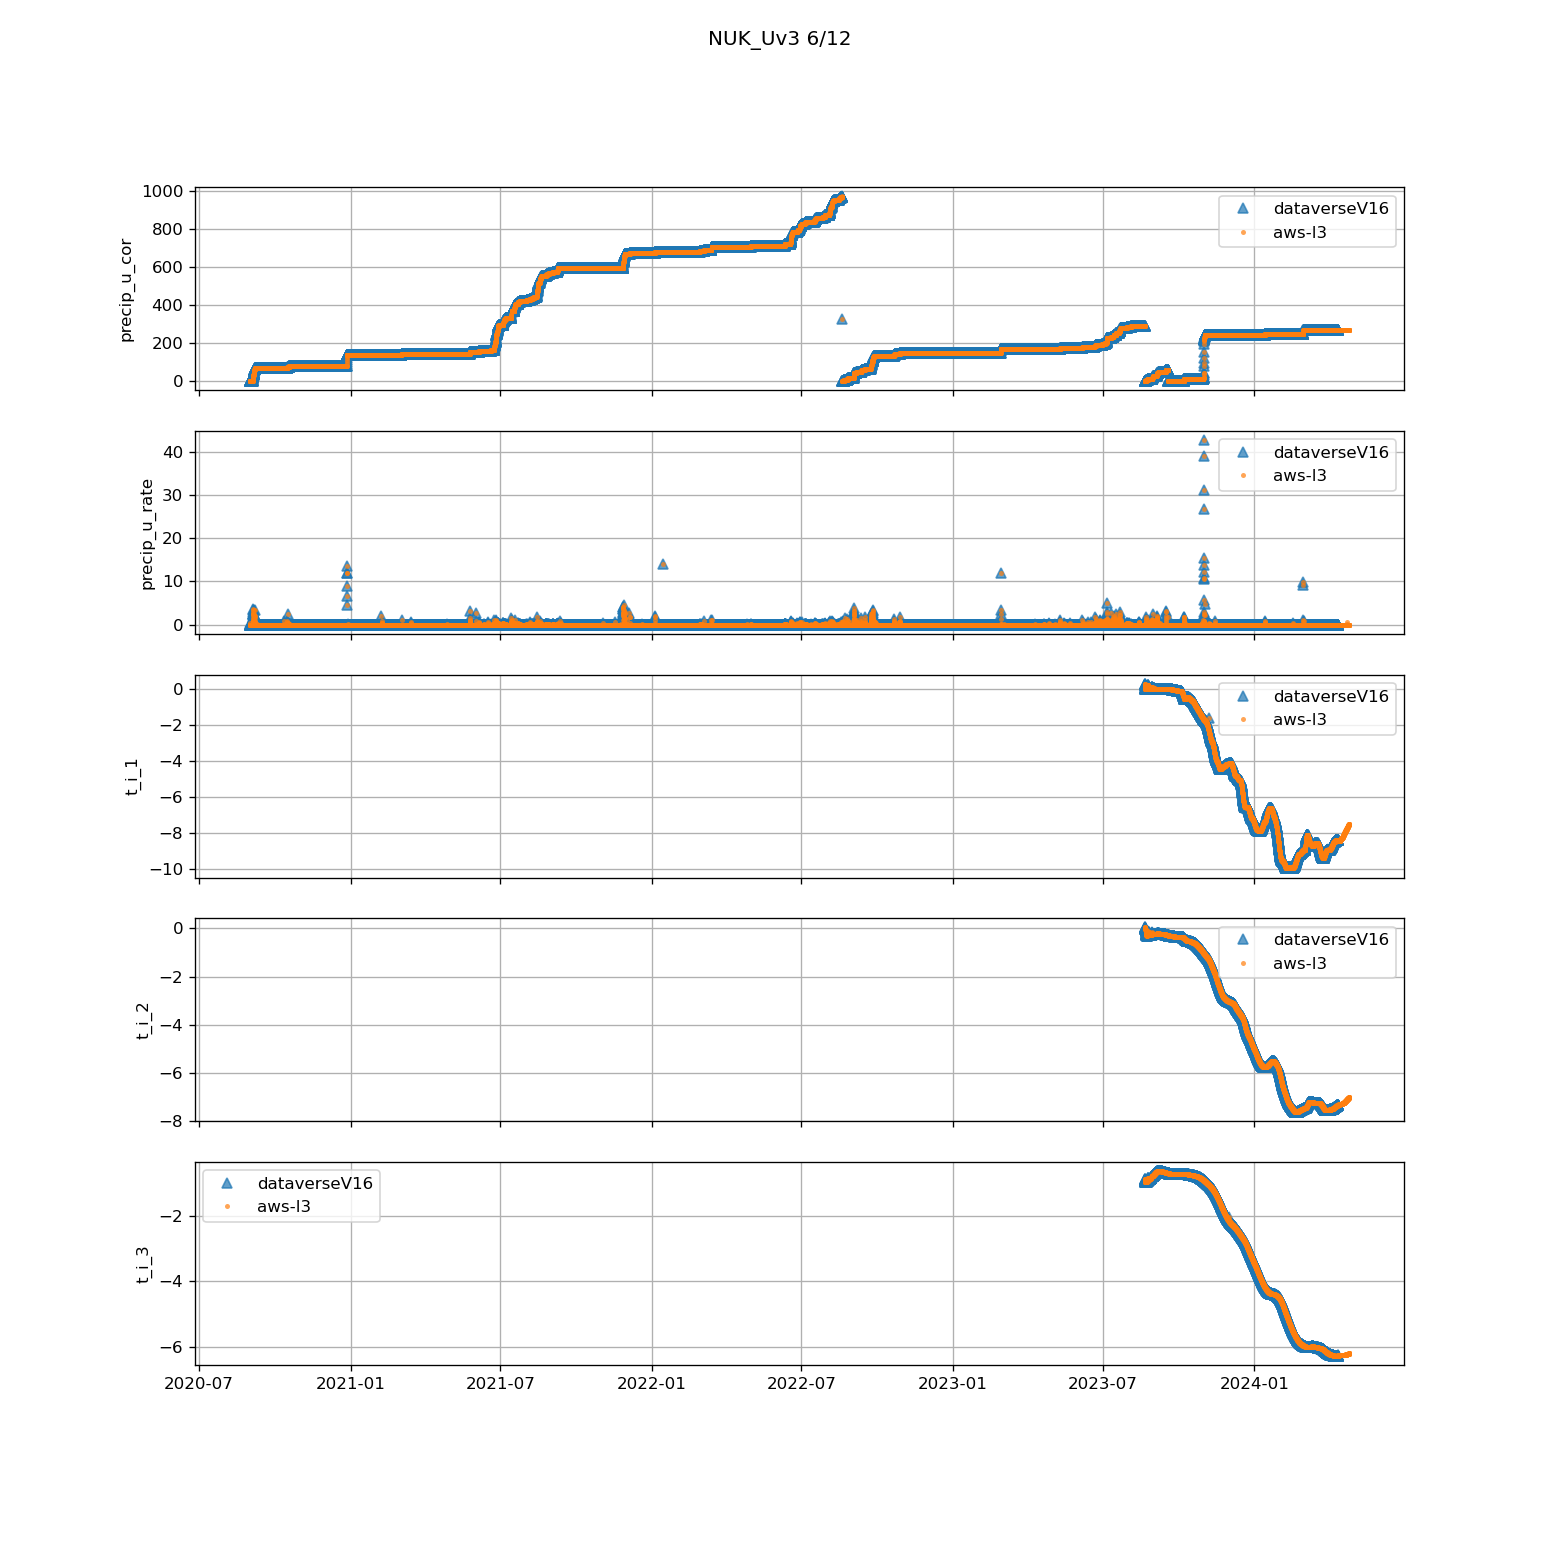 NUK_Uv3 6/12
precip_u_cor
1000
800
600
400
200
0
dataverseV16
aws-l3
precip_u_rate
40
30
20
10
0
dataverseV16
aws-l3
t_i_1
0
−2
−4
−6
−8
−10
dataverseV16
aws-l3
t_i_2
0
−2
−4
−6
−8
dataverseV16
aws-l3
t_i_3
−2
−4
−6
dataverseV16
aws-l3
2020-07 2021-01 2021-07 2022-01 2022-07 2023-01 2023-07 2024-01